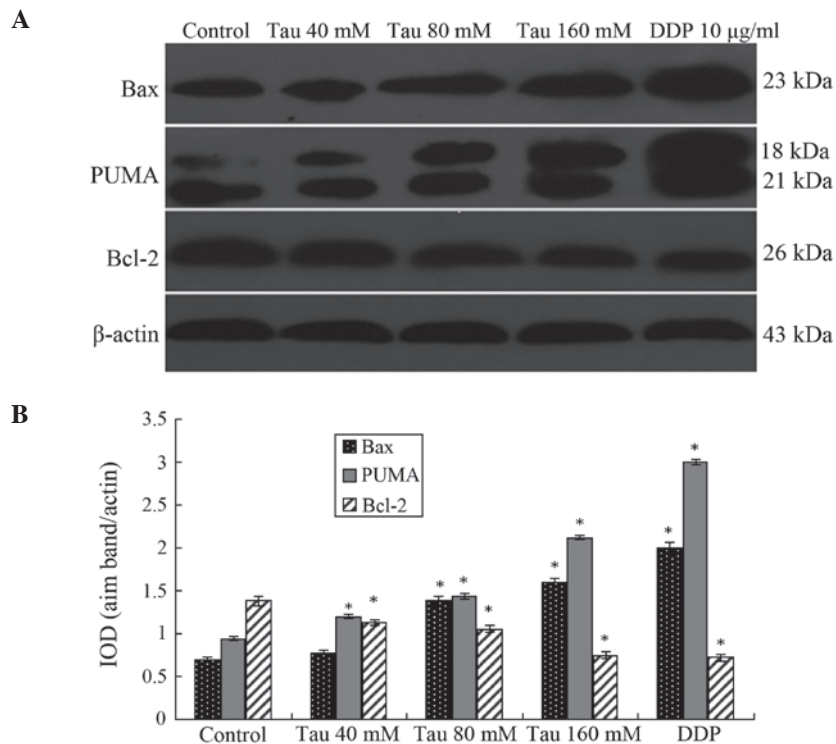 A
Control Tau 40 mM Tau 80 mM Tau 160 mM DDP 10 μg/ml
Bax 23 kDa
PUMA 18 kDa
21 kDa
Bcl-2 26 kDa
β-actin 43 kDa
B
IOD (aim band/actin)
3.5
3
2.5
2
1.5
1
0.5
0
Bax
PUMA
Bcl-2
* * * * * * * * * * *
Control Tau 40 mM Tau 80 mM Tau 160 mM DDP